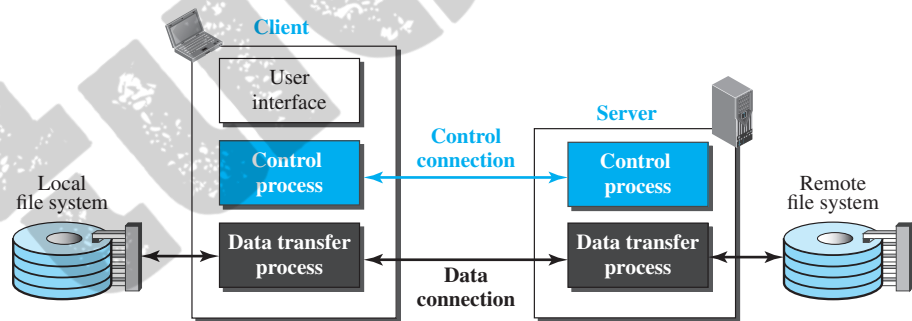 Client
User
interface
Control
connection
Server
Control
process
Control
process
Local
file system
Remote
file system
Data transfer
process
Data transfer
process
Data
connection